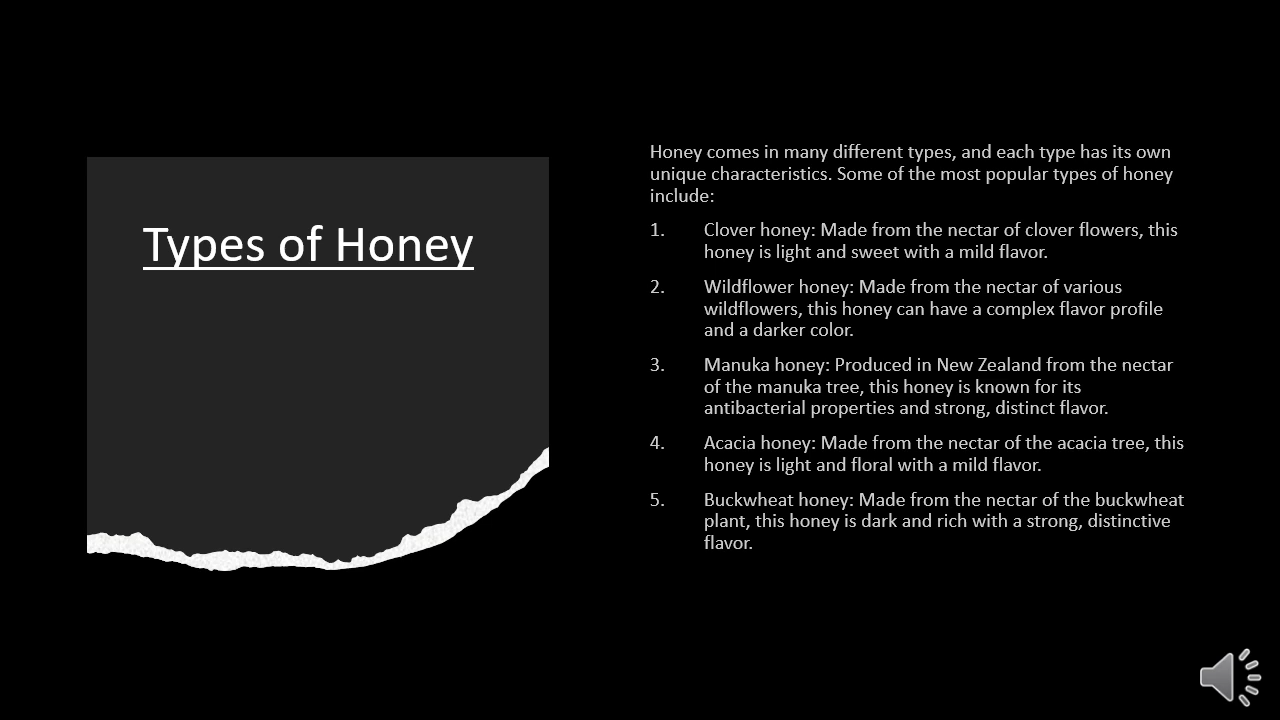 Types of Honey
Honey comes in many different types, and each type has its own
unique characteristics. Some of the most popular types of honey
include:
1. Clover honey: Made from the nectar of clover flowers, this
honey is light and sweet with a mild flavor.
2. Wildflower honey: Made from the nectar of various
wildflowers, this honey can have a complex flavor profile
and a darker color.
3. Manuka honey: Produced in New Zealand from the nectar
of the manuka tree, this honey is known for its
antibacterial properties and strong, distinct flavor.
4. Acacia honey: Made from the nectar of the acacia tree, this
honey is light and floral with a mild flavor.
5. Buckwheat honey: Made from the nectar of the buckwheat
plant, this honey is dark and rich with a strong, distinctive
flavor.